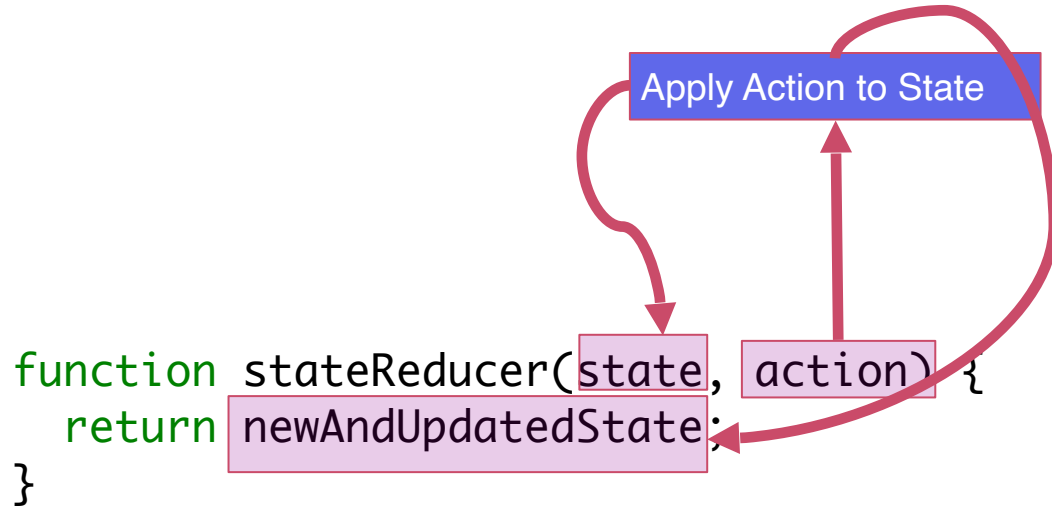 Apply Action to State
function stateReducer(state, action) {
  return newAndUpdatedState;
}